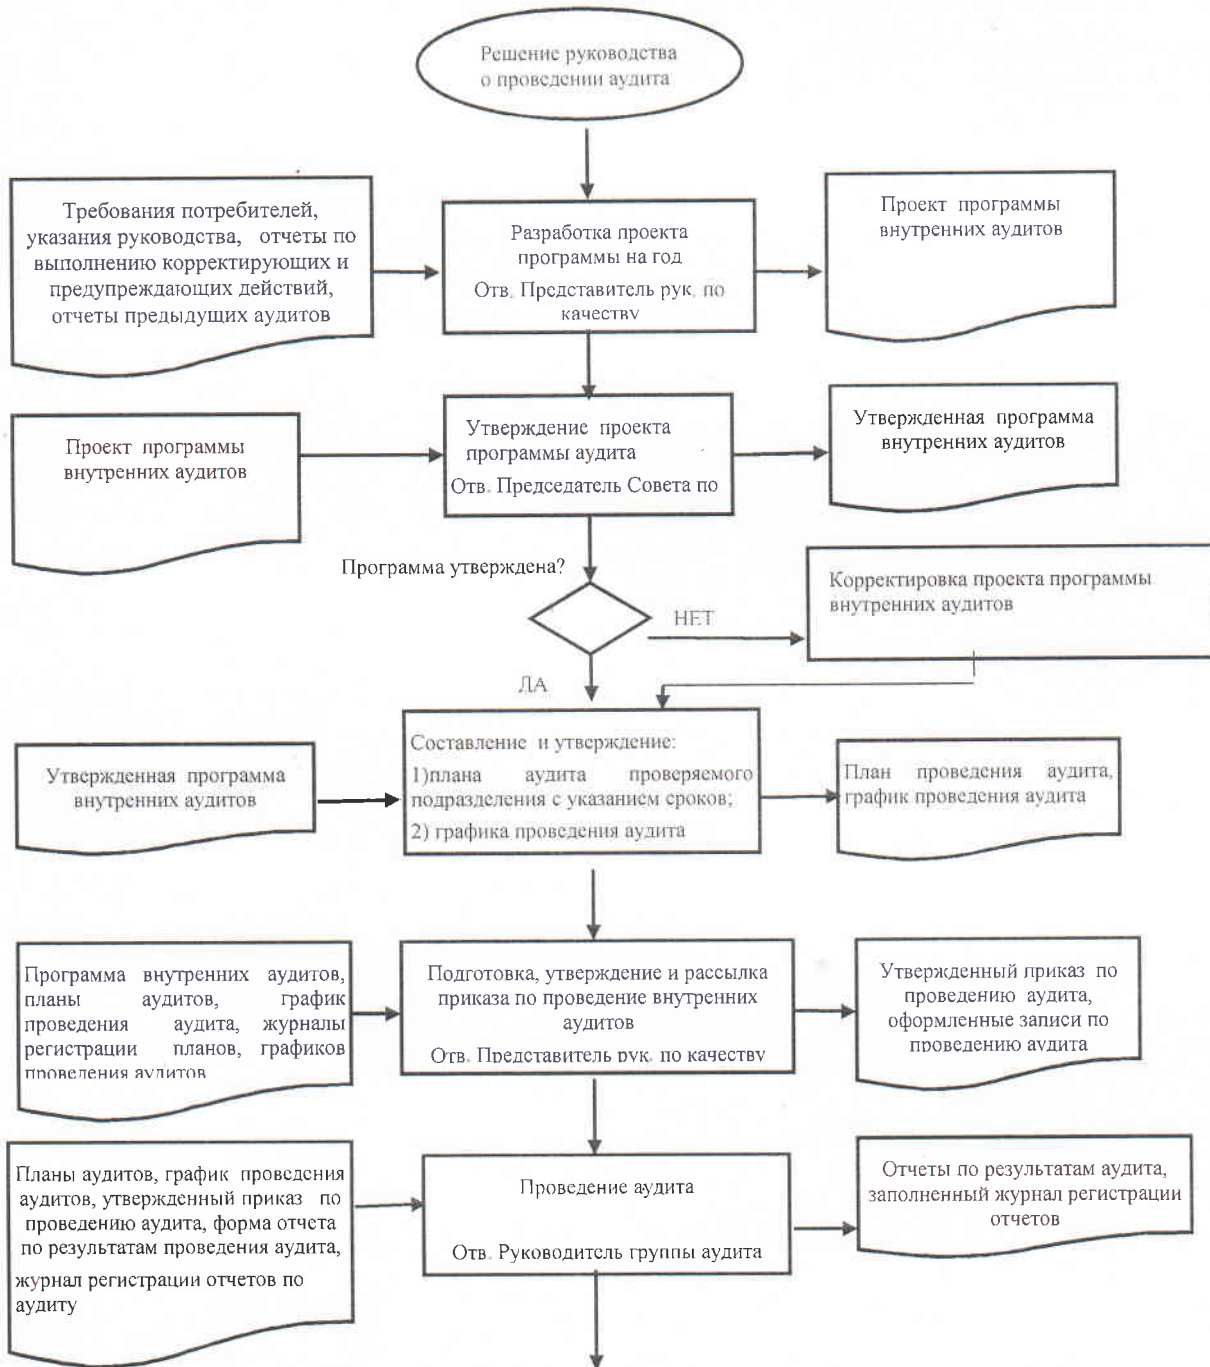 Решение руководства
о проведении аудита
Требования потребителей,
указания руководства, отчеты по
выполнению корректирующих и
предупреждающих действий,
отчеты предыдущих аудитов
Разработка проекта
программы на год
Отв. Представитель рук. по
качеству
Проект программы
внутренних аудитов
Проект программы
внутренних аудитов
Утверждение проекта
программы аудита
Отв. Председатель Совета по
Утвержденная программа
внутренних аудитов
Программа утверждена?
НЕТ
Корректировка проекта программы
внутренних аудитов
ДА
Утвержденная программа
внутренних аудитов
Составление и утверждение:
1)плана аудита проверяемого
подразделения с указанием сроков;
2) графика проведения аудита
План проведения аудита,
график проведения аудита
Программа внутренних аудитов,
планы аудитов, график
проведения аудита, журналы
регистрации планов, графиков
проведения аудитов
Подготовка, утверждение и рассылка
приказа по проведение внутренних
аудитов
Отв. Представитель рук. по качеству
Утвержденный приказ по
проведению аудита,
оформленные записи по
проведению аудита
Планы аудитов, график проведения
аудитов, утвержденный приказ по
проведению аудита, форма отчета
по результатам проведения аудита,
журнал регистрации отчетов по
аудиту
Проведение аудита
Отв. Руководитель группы аудита
Отчеты по результатам аудита,
заполненный журнал регистрации
отчетов